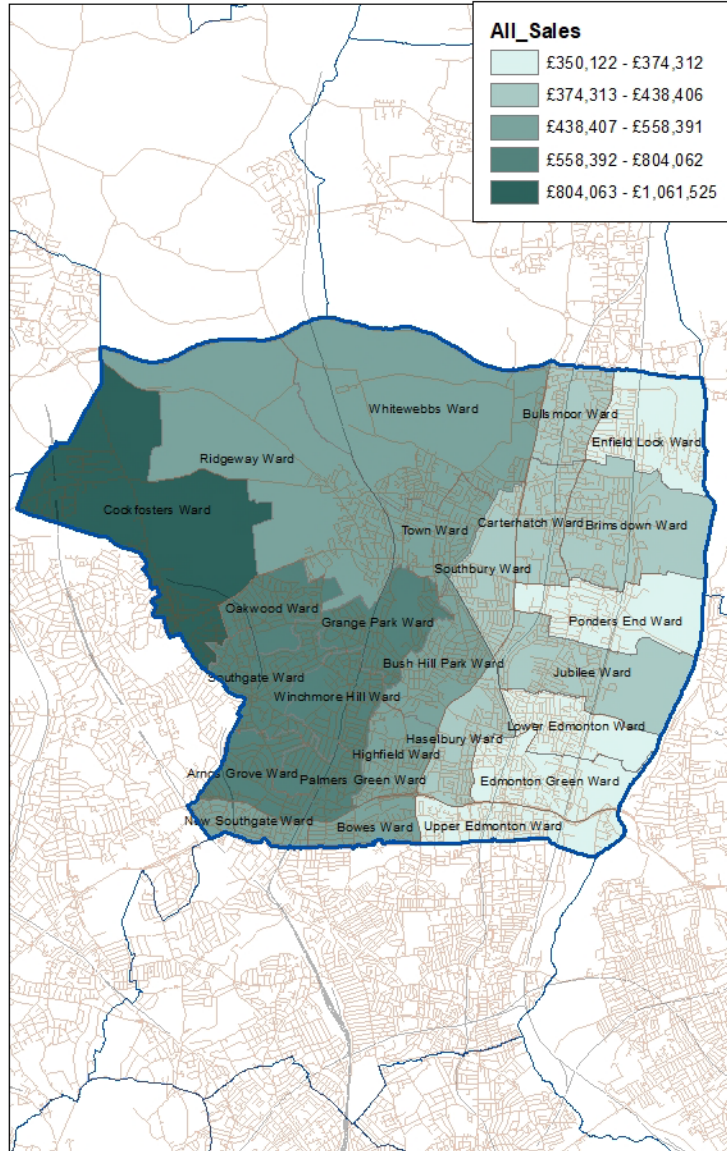 All_Sales
£350,122 - £374,312
£374,313 - £438,406
£438,407 - £558,391
£558,392 - £804,062
£804,063 - £1,061,525
Whitewebbs Ward
Bullsmoor Ward
Enfield Lock Ward
Ridgeway Ward
Cockfosters Ward
Town Ward
Carterhatch Ward
Brimsdown Ward
Southbury Ward
Oakwood Ward
Grange Park Ward
Ponders End Ward
Bush Hill Park Ward
Jubilee Ward
Southgate Ward
Winchmore Hill Ward
Lower Edmonton Ward
Haselbury Ward
Highfield Ward
Arnos Grove Ward
Palmers Green Ward
Edmonton Green Ward
New Southgate Ward
Bowes Ward
Upper Edmonton Ward